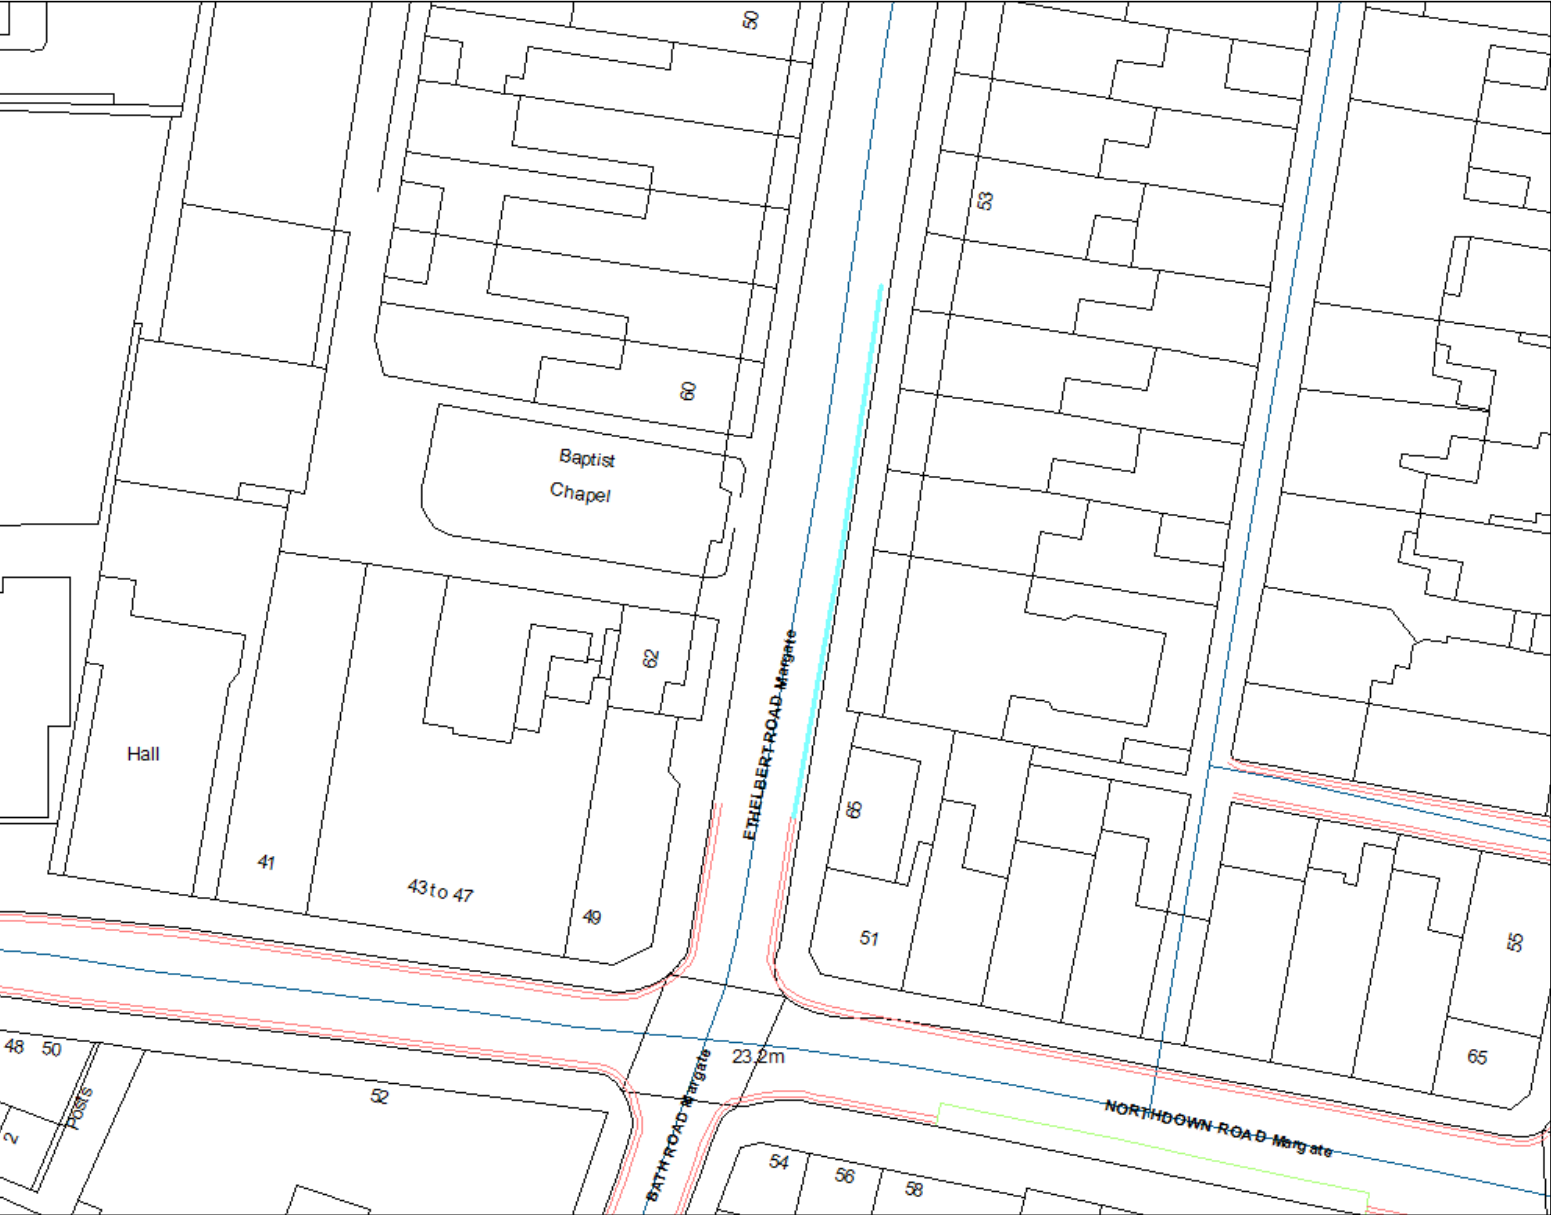 50
53
60
Baptist
Chapel
62
ETHELBERT ROAD Margate
Hall
66
41
43 to 47
49
51
55
48
50
23.2m
65
Posts
52
2
BATH ROAD Margate
NORTHDOWN ROAD Margate
54
56
58